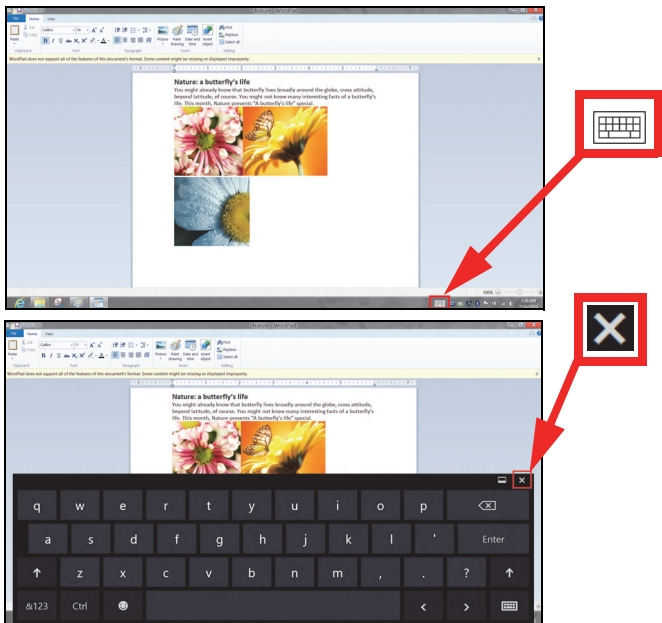 Nature - WordPad
File Home View
Cut
Copy
Paste
Calibri
Picture Paint drawing Date and time Insert object
Find
Replace
Select all
Clipboard Font Paragraph Insert Editing
WordPad does not support all of the features of this document's format. Some content might be missing or displayed improperly.
Nature: a butterfly's life
You might already know that butterfly lives broadly around the globe, cross attitude,
beyond latitude, of course. You might not know many interesting facts of a butterfly's
life. This month, Nature presents "A butterfly's life" special.
100%
Nature - WordPad
File Home View
Cut
Copy
Paste
Calibri
Picture Paint drawing Date and time Insert object
Find
Replace
Select all
Clipboard Font Paragraph Insert Editing
WordPad does not support all of the features of this document's format. Some content might be missing or displayed improperly.
Nature: a butterfly's life
You might already know that butterfly lives broadly around the globe, cross attitude,
beyond latitude, of course. You might not know many interesting facts of a butterfly's
life. This month, Nature presents "A butterfly's life" special.
q w e r t y u i o p
a s d f g h j k l ' Enter
z x c v b n m , . ?
&123 Ctrl < >